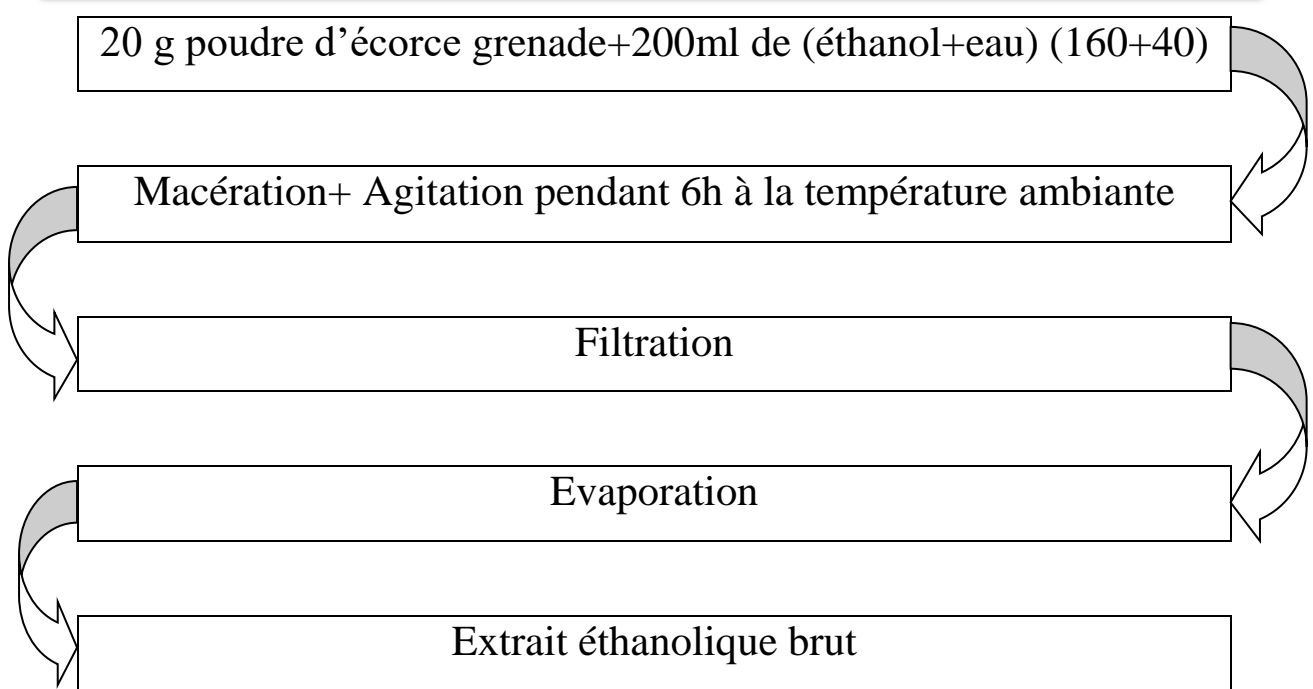 20 g poudre d’écorce grenade+200ml de (éthanol+eau) (160+40)
Macération+ Agitation pendant 6h à la température ambiante
Filtration
Evaporation
Extrait éthanolique brut